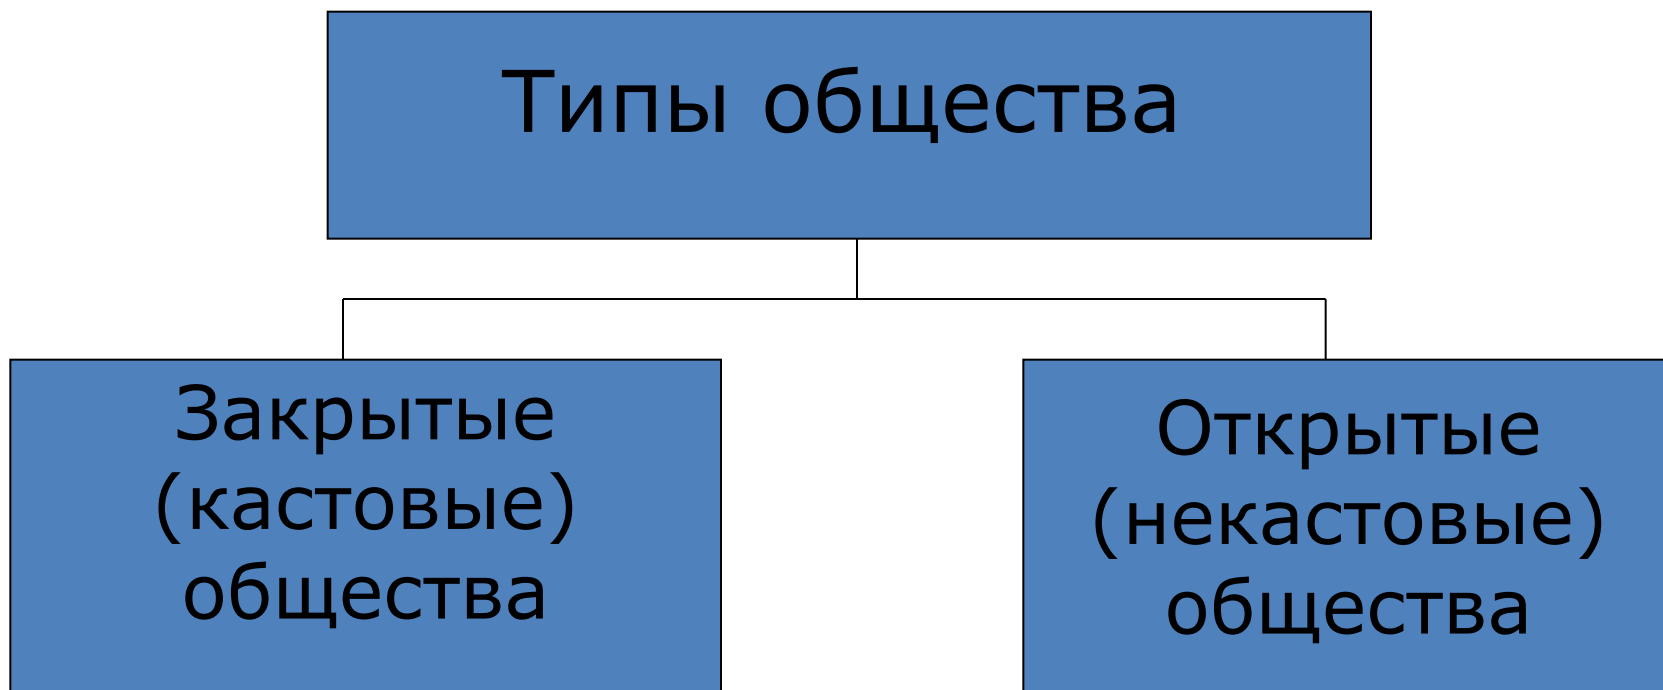 Типы общества
Закрытые
(кастовые)
общества
Открытые
(некастовые)
общества